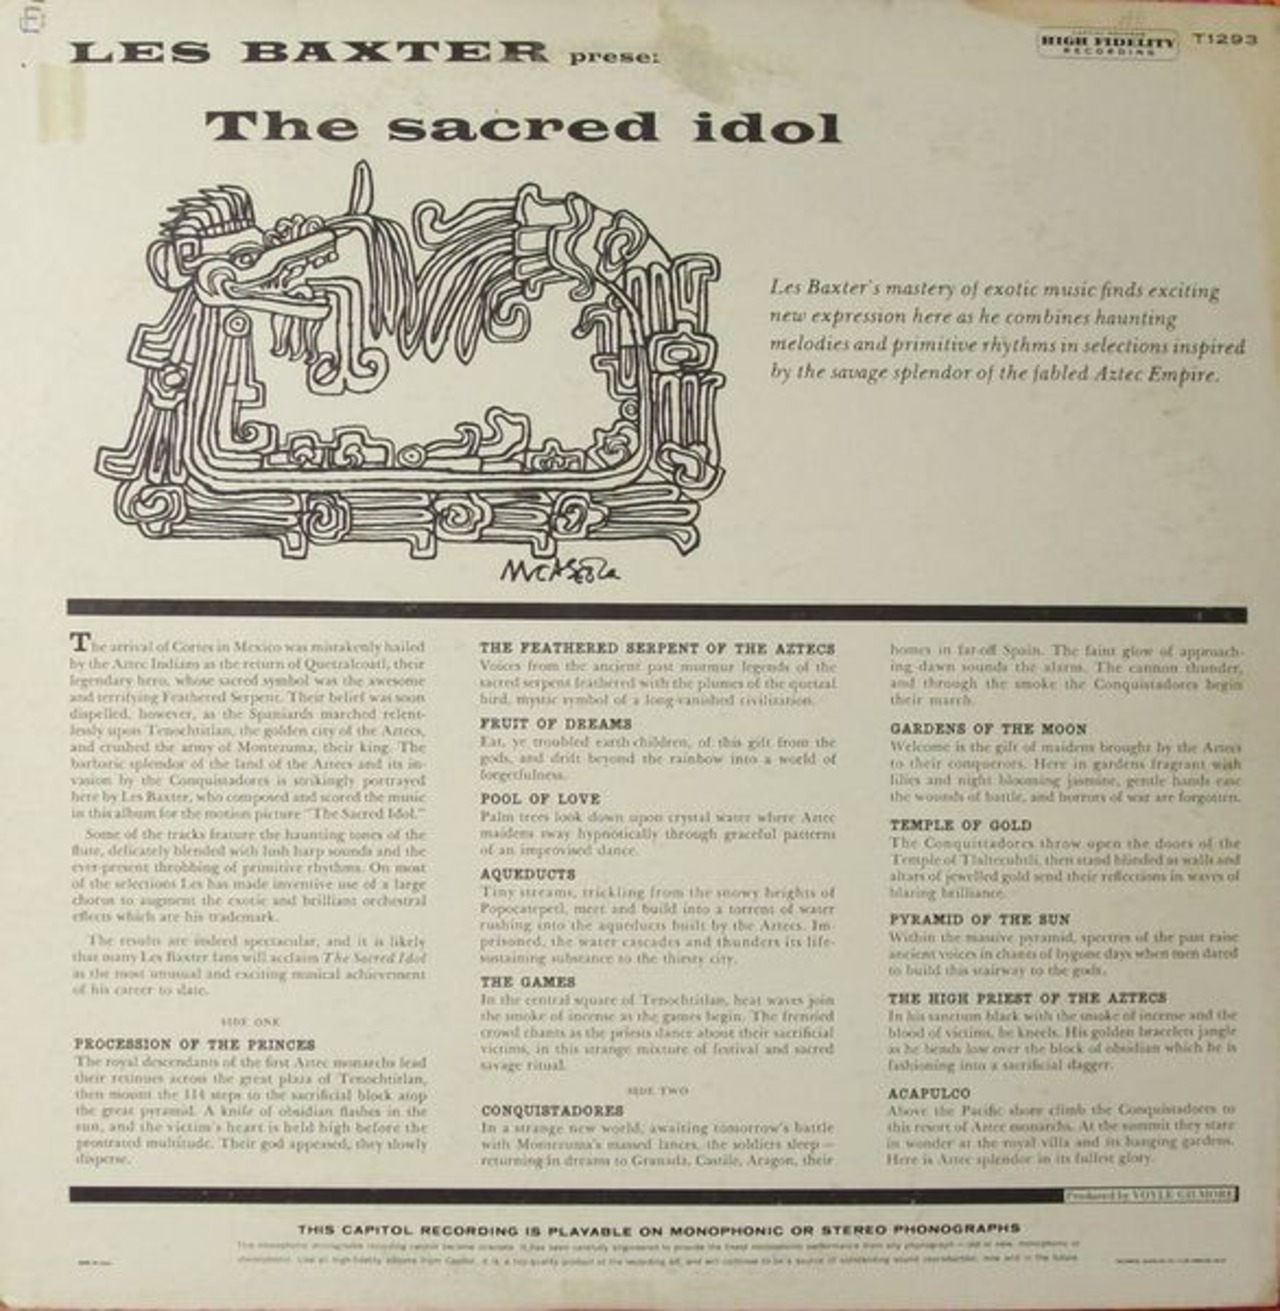 LES BAXTER prese
HIGH FIDELITY
RECORDING
T1293
The sacred idol
Les Baxter's mastery of exotic music finds exciting
new expression here as he combines haunting
melodies and primitive rhythms in selections inspired
by the savage splendor of the fabled Aztec Empire.
The arrival of Cortes in Mexico was mistakenly hailed
by the Aztec Indians as the return of Quetzalcoatl, their
legendary hero, whose sacred symbol was the awesome
and terrifying Feathered Serpent. Their belief was soon
dispelled, however, as the Spaniards marched relent-
lessly upon Tenochtitlan, the golden city of the Aztecs,
and crushed the army of Montezuma, their king. The
barbaric splendor of the land of the Aztecs and its in-
vasion by the Conquistadores is strikingly portrayed
here by Les Baxter, who composed and scored the music
in this album for the motion picture "The Sacred Idol."
Some of the tracks feature the haunting tones of the
flute, delicately blended with lush harp sounds and the
ever-present throbbing of primitive rhythms. On most
of the selections Les has made inventive use of a large
chorus to augment the exotic and brilliant orchestral
effects which are his trademark.
The results are indeed spectacular, and it is likely
that many Les Baxter fans will acclaim The Sacred Idol
as the most unusual and exciting musical achievement
of his career to date.
SIDE ONE
PROCESSION OF THE PRINCES
The royal descendants of the first Aztec monarchs lead
their retinues across the great plaza of Tenochtitlan,
then mount the 114 steps to the sacrificial block atop
the great pyramid. A knife of obsidian flashes in the
sun, and the victim's heart is held high before the
prostrated multitude. Their god appeased, they slowly
disperse.
THE FEATHERED SERPENT OF THE AZTECS
Voices from the ancient past murmur legends of the
sacred serpent feathered with the plumes of the quetzal
bird, mystic symbol of a long-vanished civilization.
FRUIT OF DREAMS
Eat, ye troubled earth-children, of this gift from the
gods, and drift beyond the rainbow into a world of
forgetfulness.
POOL OF LOVE
Palm trees look down upon crystal water where Aztec
maidens sway hypnotically through graceful patterns
of an improvised dance.
AQUEDUCTS
Tiny streams, trickling from the snowy heights of
Popocatepetl, meet and build into a torrent of water
rushing into the aqueducts built by the Aztecs. Im-
prisoned, the water cascades and thunders its life-
sustaining substance to the thirsty city.
THE GAMES
In the central square of Tenochtitlan, heat waves join
the smoke of incense as the games begin. The frenzied
crowd chants as the priests dance about their sacrificial
victims, in this strange mixture of festival and sacred
savage ritual.
SIDE TWO
CONQUISTADORES
In a strange new world, awaiting tomorrow's battle
with Montezuma's massed lances, the soldiers sleep—
returning in dreams to Granada, Castile, Aragon, their
homes in far-off Spain. The faint glow of approach-
ing dawn sounds the alarm. The cannon thunder,
and through the smoke the Conquistadores begin
their march.
GARDENS OF THE MOON
Welcome is the gift of maidens brought by the Aztecs
to their conquerors. Here in gardens fragrant with
lilies and night blooming jasmine, gentle hands ease
the wounds of battle, and horrors of war are forgotten.
TEMPLE OF GOLD
The Conquistadores throw open the doors of the
Temple of Tlaltecuhtli, then stand blinded as walls and
altars of jewelled gold send their reflections in waves of
blaring brilliance.
PYRAMID OF THE SUN
Within the massive pyramid, spectres of the past raise
ancient voices in chants of bygone days when men dared
to build this stairway to the gods.
THE HIGH PRIEST OF THE AZTECS
In his sanctum black with the smoke of incense and the
blood of victims, he kneels. His golden bracelets jangle
as he bends low over the block of obsidian which he is
fashioning into a sacrificial dagger.
ACAPULCO
Above the Pacific shore climb the Conquistadores to
this resort of Aztec monarchs. At the summit they stare
in wonder at the royal villa and its hanging gardens.
Here is Aztec splendor in its fullest glory.
Produced by VOYLE GILMORE
THIS CAPITOL RECORDING IS PLAYABLE ON MONOPHONIC OR STEREO PHONOGRAPHS